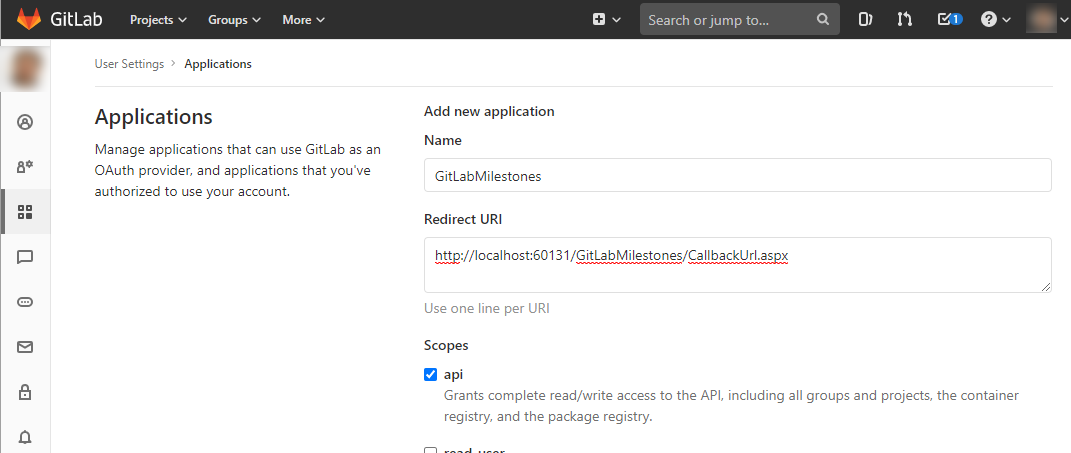 GitLab Projects Groups More Search or jump to... 1 ?
User Settings > Applications
Applications
Manage applications that can use GitLab as an
OAuth provider, and applications that you've
authorized to use your account.
Add new application
Name
GitLabMilestones
Redirect URI
http://localhost:60131/GitLabMilestones/CallbackUrl.aspx
Use one line per URI
Scopes
api
Grants complete read/write access to the API, including all groups and projects, the container
registry, and the package registry.
read_user